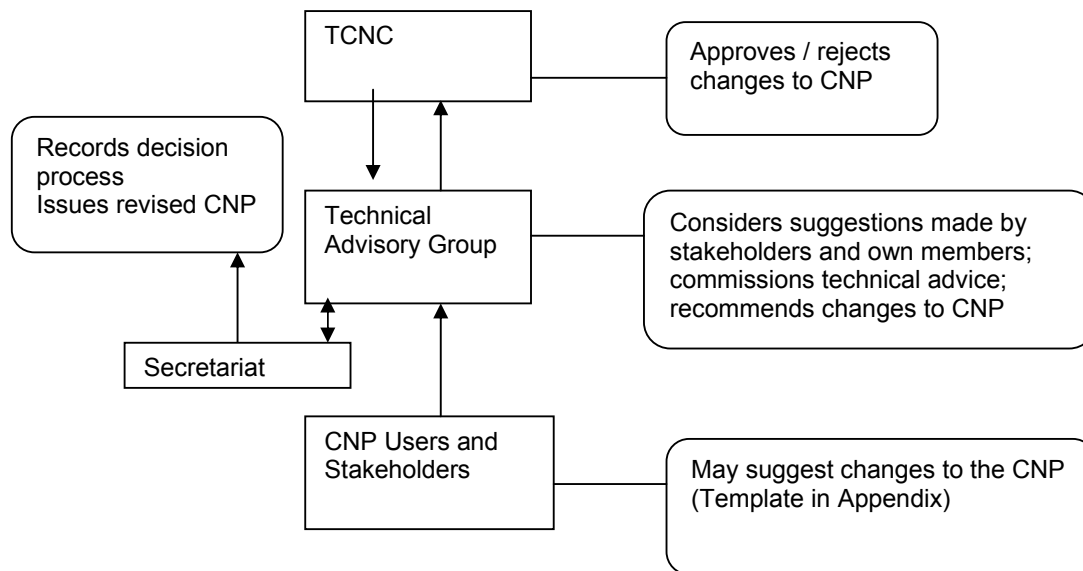 TCNC
Approves / rejects
changes to CNP
Records decision
process
Issues revised CNP
Technical
Advisory Group
Considers suggestions made by
stakeholders and own members;
commissions technical advice;
recommends changes to CNP
Secretariat
CNP Users and
Stakeholders
May suggest changes to the CNP
(Template in Appendix)